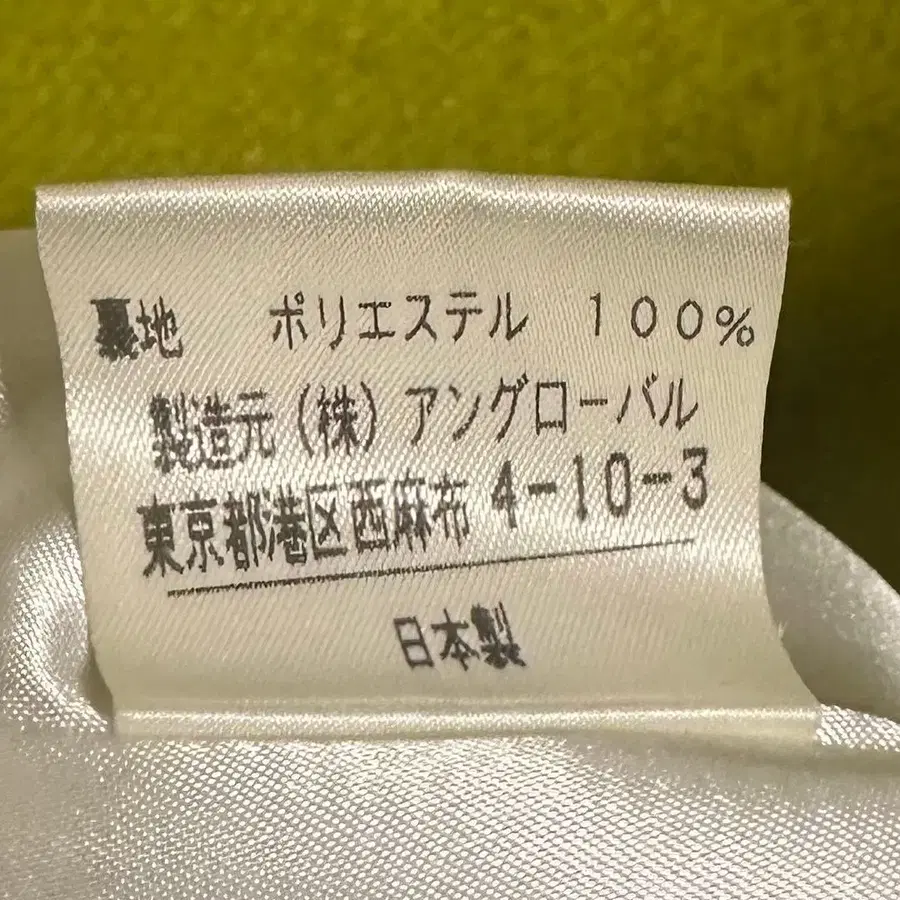 裏地 ポリエステル 100%
製造元(株)アングローバル
東京都港区西麻布4-10-3
日本製